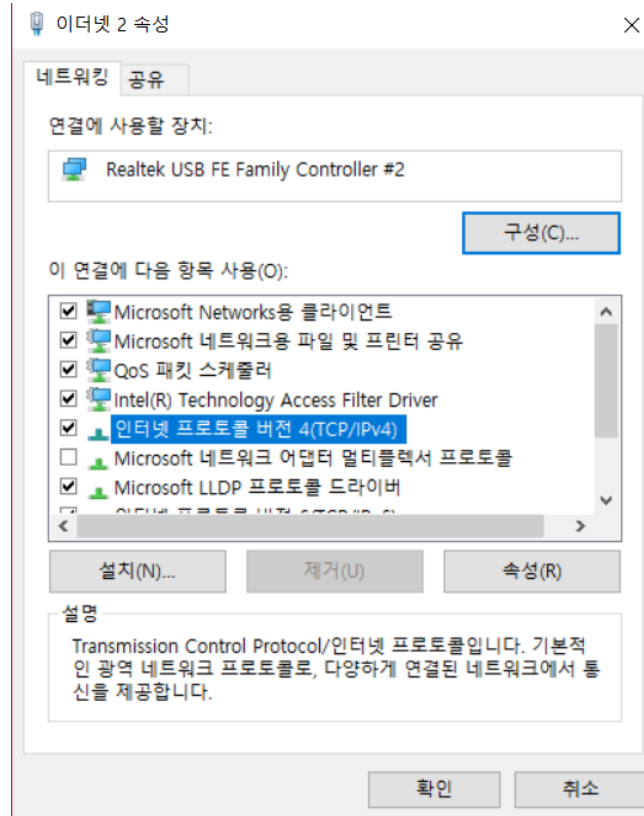 이더넷 2 속성
네트워킹
공유
연결에 사용할 장치:
Realtek USB FE Family Controller #2
구성(C)...
이 연결에 다음 항목 사용(O):
Microsoft Networks용 클라이언트
Microsoft 네트워크용 파일 및 프린터 공유
QoS 패킷 스케줄러
Intel(R) Technology Access Filter Driver
인터넷 프로토콜 버전 4(TCP/IPv4)
Microsoft 네트워크 어댑터 멀티플렉서 프로토콜
Microsoft LLDP 프로토콜 드라이버
설치(N)...
제거(U)
속성(R)
설명
Transmission Control Protocol/인터넷 프로토콜입니다. 기본적
인 광역 네트워크 프로토콜로, 다양하게 연결된 네트워크에서 통
신을 제공합니다.
확인
취소